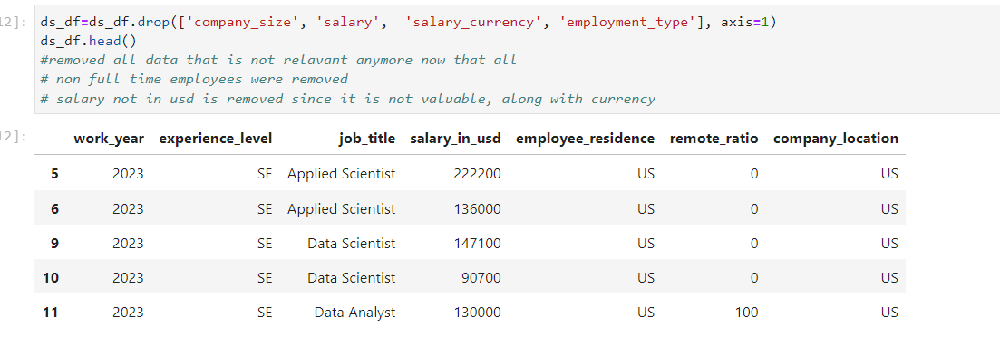 12]: ds_df=ds_df.drop(['company_size', 'salary',  'salary_currency', 'employment_type'], axis=1)
ds_df.head()
#removed all data that is not relavant anymore now that all
# non full time employees were removed
# salary not in usd is removed since it is not valuable, along with currency
12]:
work_year experience_level job_title salary_in_usd employee_residence remote_ratio company_location
5 2023 SE Applied Scientist 222200 US 0 US
6 2023 SE Applied Scientist 136000 US 0 US
9 2023 SE Data Scientist 147100 US 0 US
10 2023 SE Data Scientist 90700 US 0 US
11 2023 SE Data Analyst 130000 US 100 US